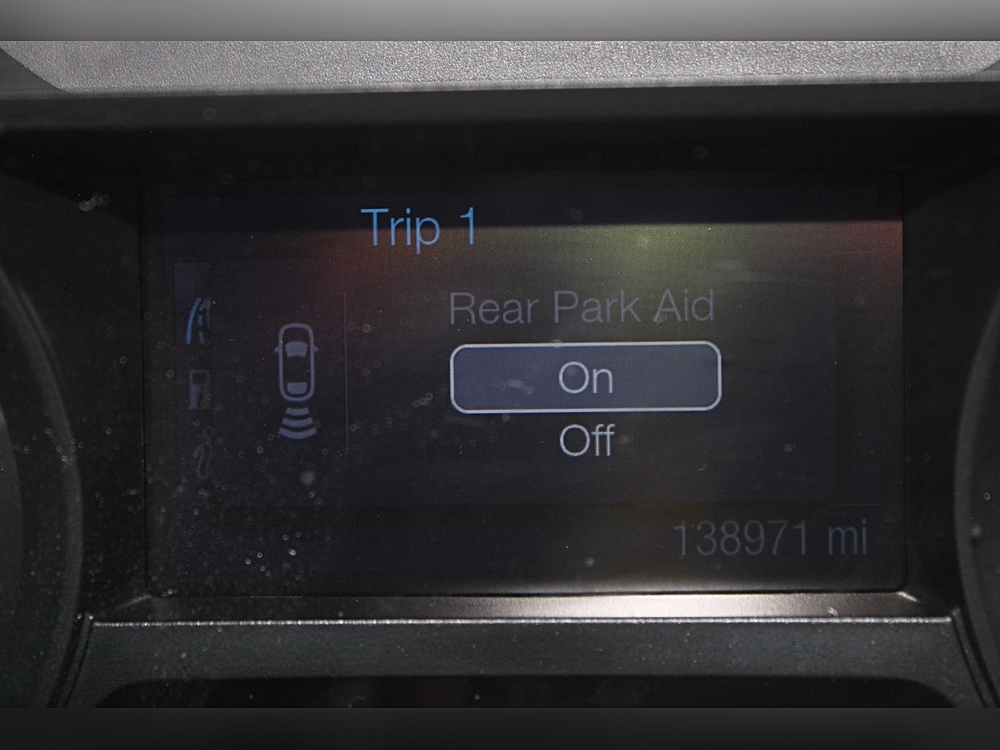 Trip 1
Rear Park Aid
On
Off
138971 mi